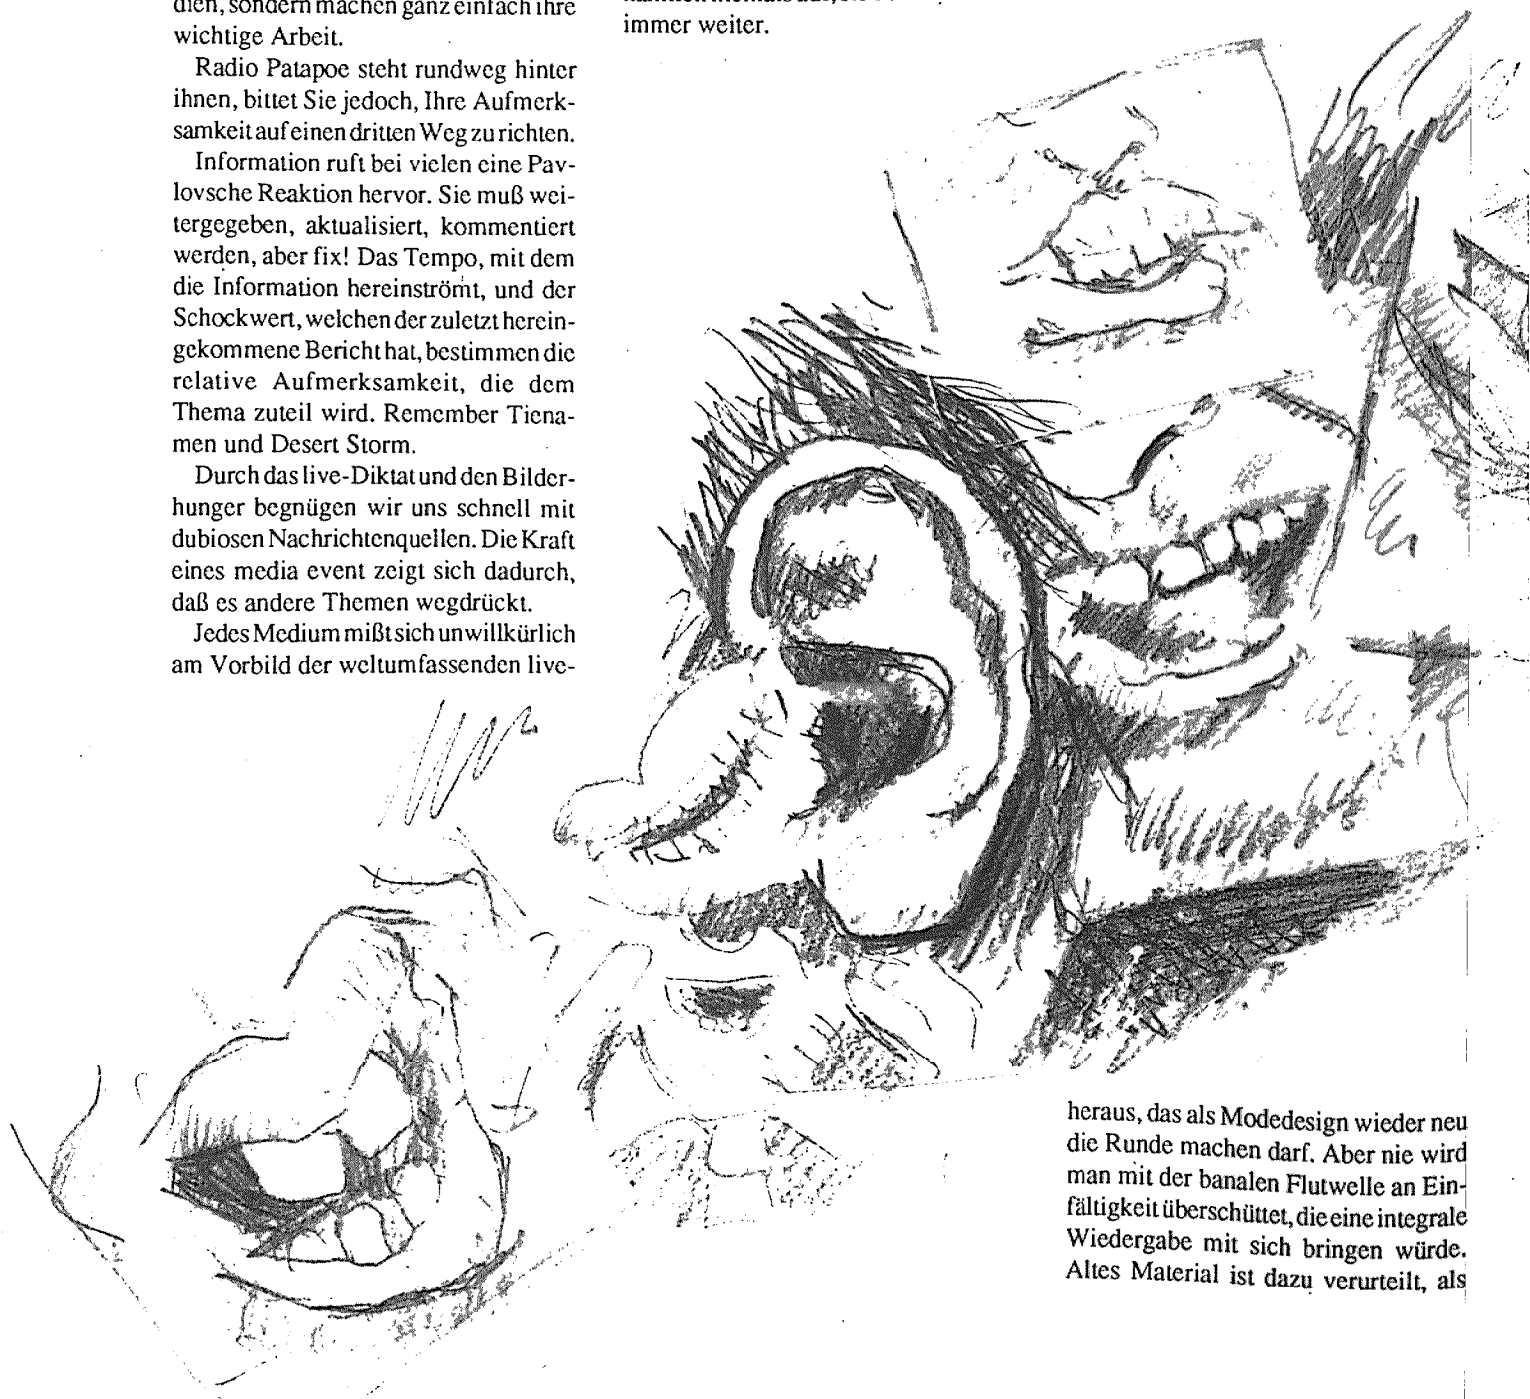 dien, sondern machen ganz einfach ihre
wichtige Arbeit.
Radio Patapoe steht rundweg hinter
ihnen, bittet Sie jedoch, Ihre Aufmerk-
samkeit auf einen dritten Weg zu richten.
Information ruft bei vielen eine Pav-
lovsche Reaktion hervor. Sie muß wei-
tergegeben, aktualisiert, kommentiert
werden, aber fix! Das Tempo, mit dem
die Information hereinströmt, und der
Schockwert, welchen der zuletzt herein-
gekommene Bericht hat, bestimmen die
relative Aufmerksamkeit, die dem
Thema zuteil wird. Remember Tiena-
men und Desert Storm.
Durch das live-Diktat und den Bilder-
hunger begnügen wir uns schnell mit
dubiosen Nachrichtenquellen. Die Kraft
eines media event zeigt sich dadurch,
daß es andere Themen wegdrückt.
Jedes Medium mißt sich unwillkürlich
am Vorbild der weltumfassenden live-
immer weiter.
heraus, das als Modedesign wieder neu
die Runde machen darf. Aber nie wird
man mit der banalen Flutwelle an Ein-
fältigkeit überschüttet, die eine integrale
Wiedergabe mit sich bringen würde.
Altes Material ist dazu verurteilt, als